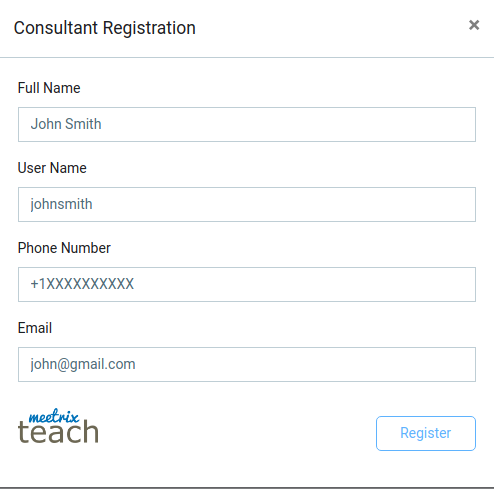 Consultant Registration
×
Full Name
John Smith
User Name
johnsmith
Phone Number
+1XXXXXXXXXX
Email
john@gmail.com
meetrix
teach
Register